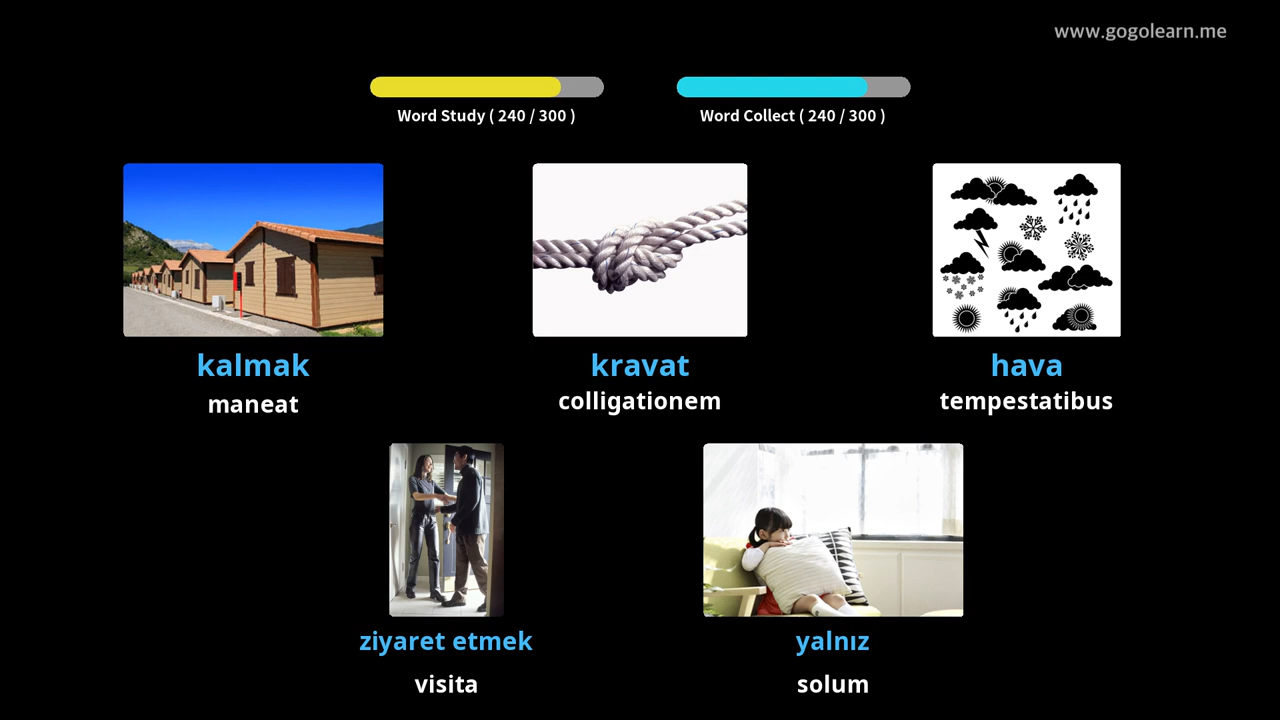 www.gogolearn.me
Word Study ( 240 / 300 )
Word Collect ( 240 / 300 )
kalmak
maneat
kravat
colligationem
hava
tempestatibus
ziyaret etmek
visita
yalnız
solum